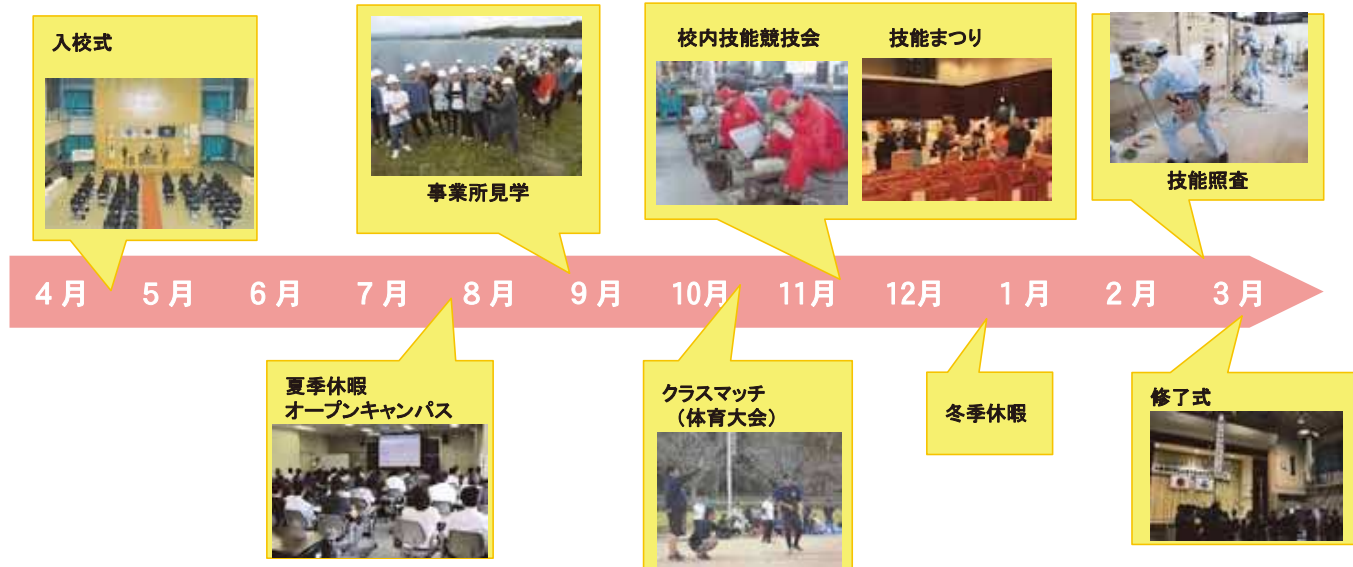 入校式
事業所見学
校内技能競技会
技能まつり
技能照査
4月 5月 6月 7月 8月 9月 10月 11月 12月 1月 2月 3月
夏季休暇
オープンキャンパス
クラスマッチ
（体育大会）
冬季休暇
修了式